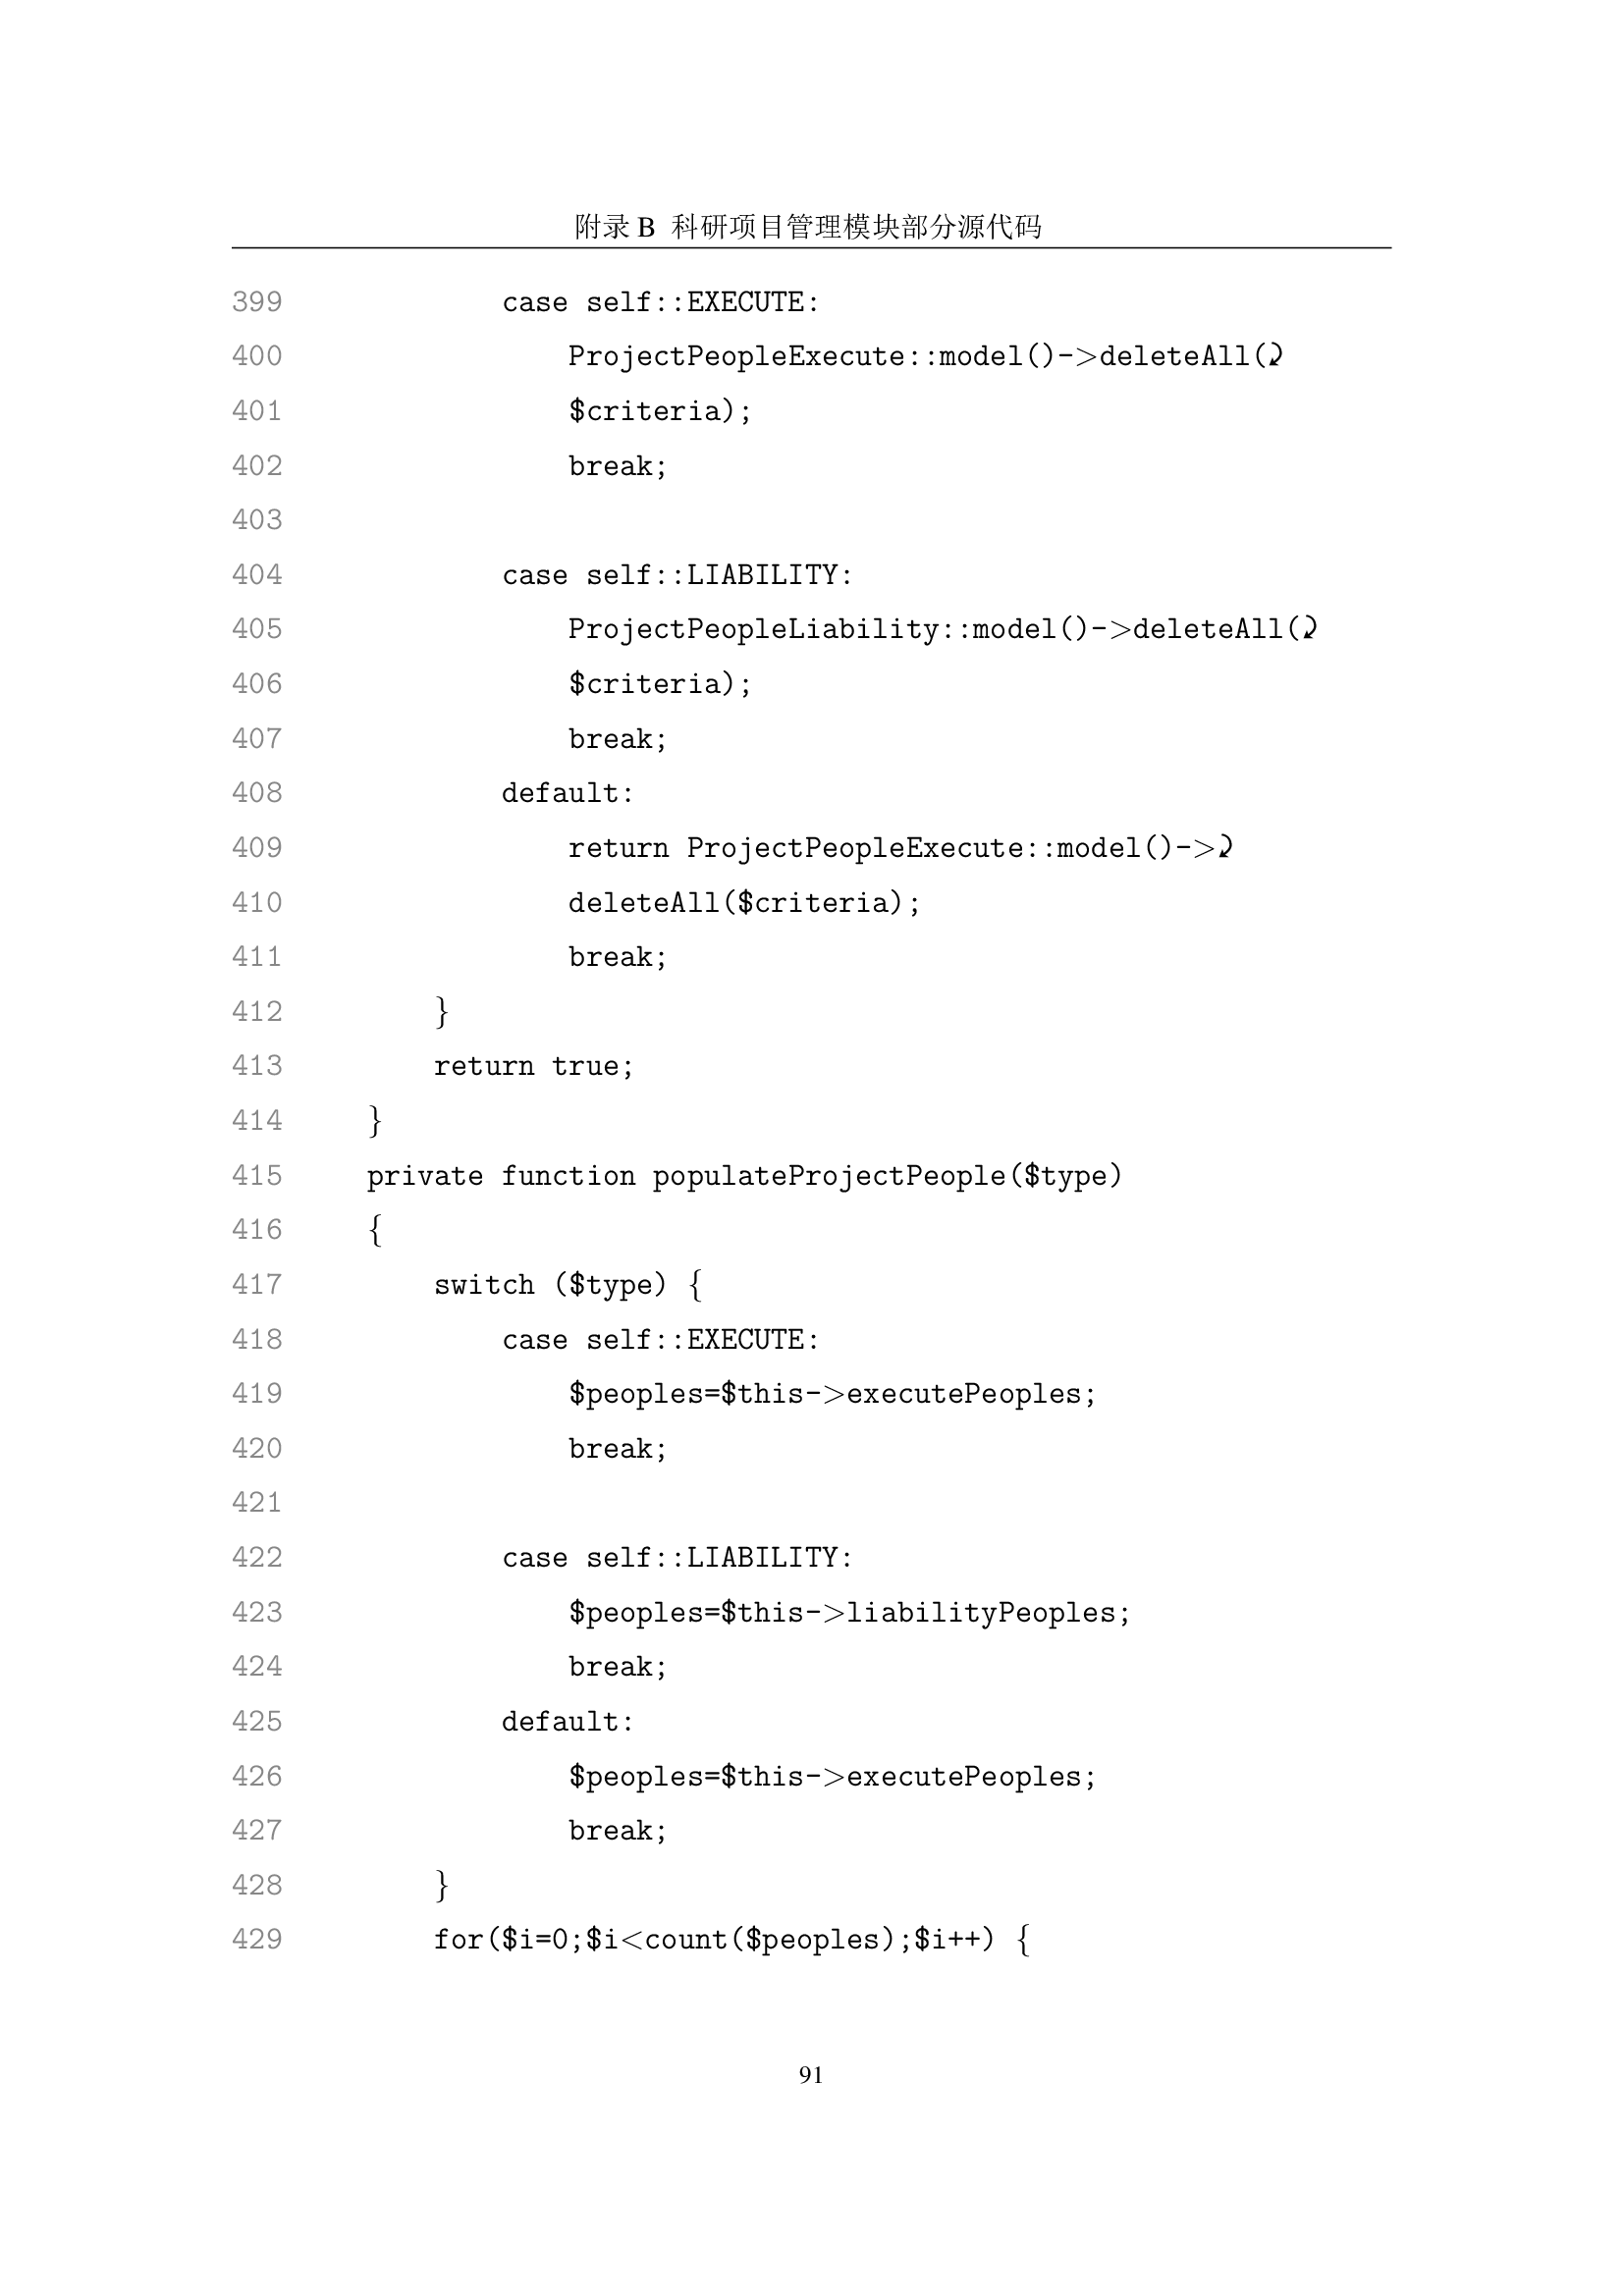 附录 B 科研项目管理模块部分源代码
399             case self::EXECUTE:
400                 ProjectPeopleExecute::model()->deleteAll(⤸
401                 $criteria);
402                 break;
403
404             case self::LIABILITY:
405                 ProjectPeopleLiability::model()->deleteAll(⤸
406                 $criteria);
407                 break;
408             default:
409                 return ProjectPeopleExecute::model()->⤸
410                 deleteAll($criteria);
411                 break;
412         }
413         return true;
414     }
415     private function populateProjectPeople($type)
416     {
417         switch ($type) {
418             case self::EXECUTE:
419                 $peoples=$this->executePeoples;
420                 break;
421
422             case self::LIABILITY:
423                 $peoples=$this->liabilityPeoples;
424                 break;
425             default:
426                 $peoples=$this->executePeoples;
427                 break;
428         }
429         for($i=0;$i<count($peoples);$i++) {
91